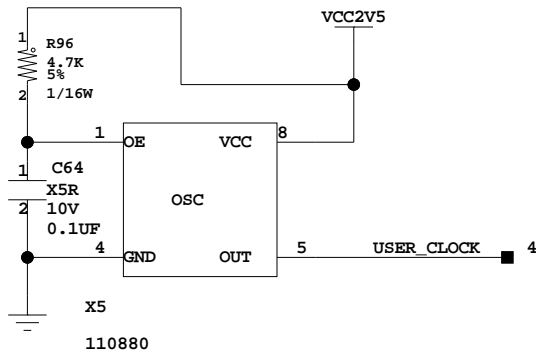 VCC2V5
1
R96
4.7K
5%
1/16W
2
1
OE
VCC
8
1
C64
X5R
2
10V
0.1UF
OSC
4
GND
OUT
5
USER_CLOCK
4
X5
110880